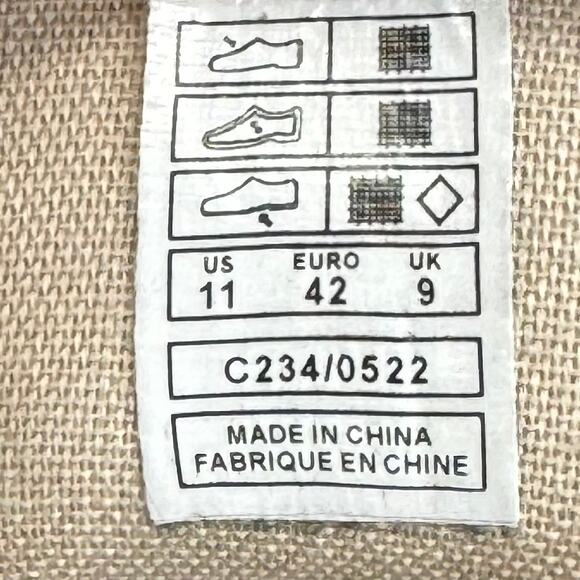 US EURO UK
11 42 9
C234/0522
MADE IN CHINA
FABRIQUE EN CHINE